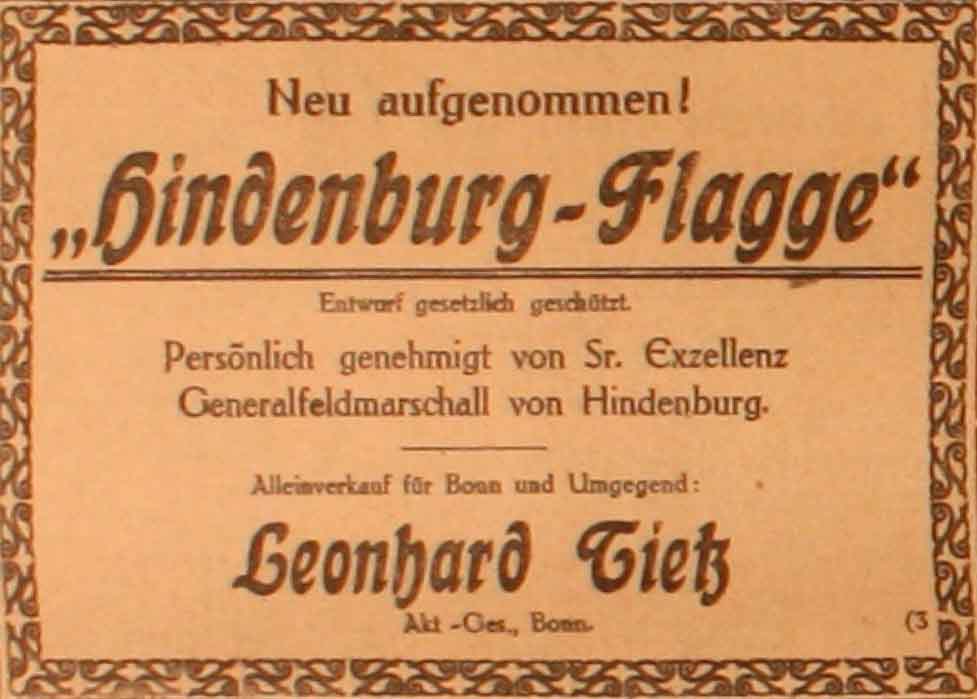 Neu aufgenommen!
„Hindenburg-Flagge“
Entwurf gesetzlich geschützt.
Persönlich genehmigt von Sr. Exzellenz
Generalfeldmarschall von Hindenburg.
Alleinverkauf für Bonn und Umgegend:
Leonhard Tietz
Akt.-Ges., Bonn.
(3